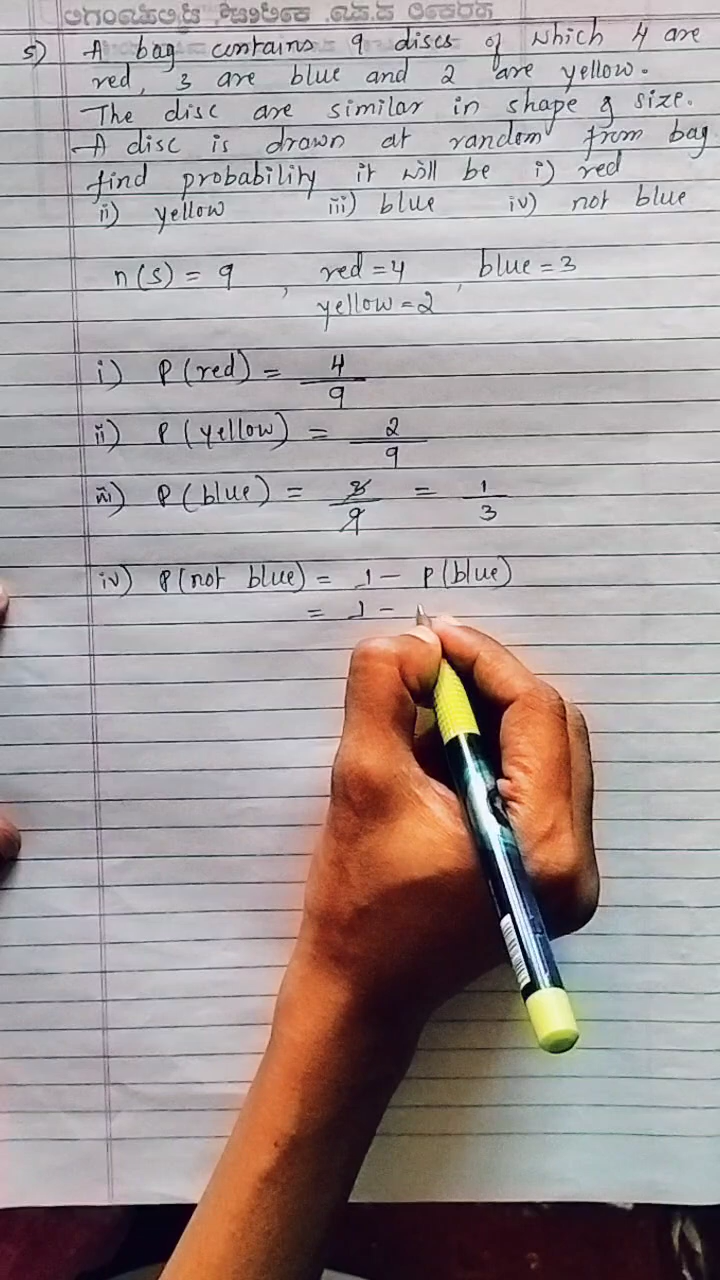 5) A bag contains 9 discs of which 4 are
red, 3 are blue and 2 are yellow.
The disc are similar in shape & size.
A disc is drawn at random from bag
find probability it will be i) red
ii) yellow iii) blue iv) not blue
n(s) = 9 , red = 4 , blue = 3
yellow = 2
i) P(red) = 4/9
ii) P(yellow) = 2/9
iii) P(blue) = 3/9 = 1/3
iv) P(not blue) = 1 - P(blue)
= 1 -